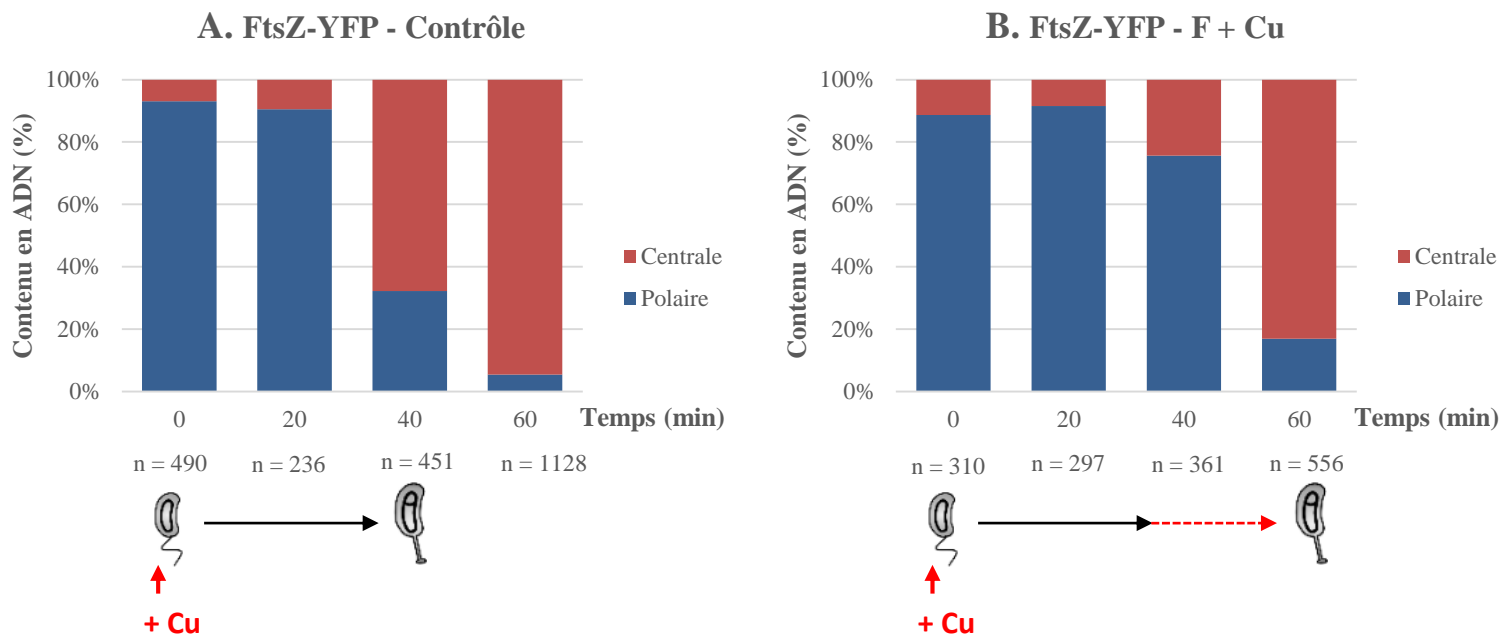 A. FtsZ-YFP - Contrôle
100%
80%
60%
40%
20%
0%
Contenu en ADN (%)
Centrale
Polaire
0 20 40 60 Temps (min)
n = 490 n = 236 n = 451 n = 1128
+ Cu
B. FtsZ-YFP - F + Cu
100%
80%
60%
40%
20%
0%
Contenu en ADN (%)
Centrale
Polaire
0 20 40 60 Temps (min)
n = 310 n = 297 n = 361 n = 556
+ Cu